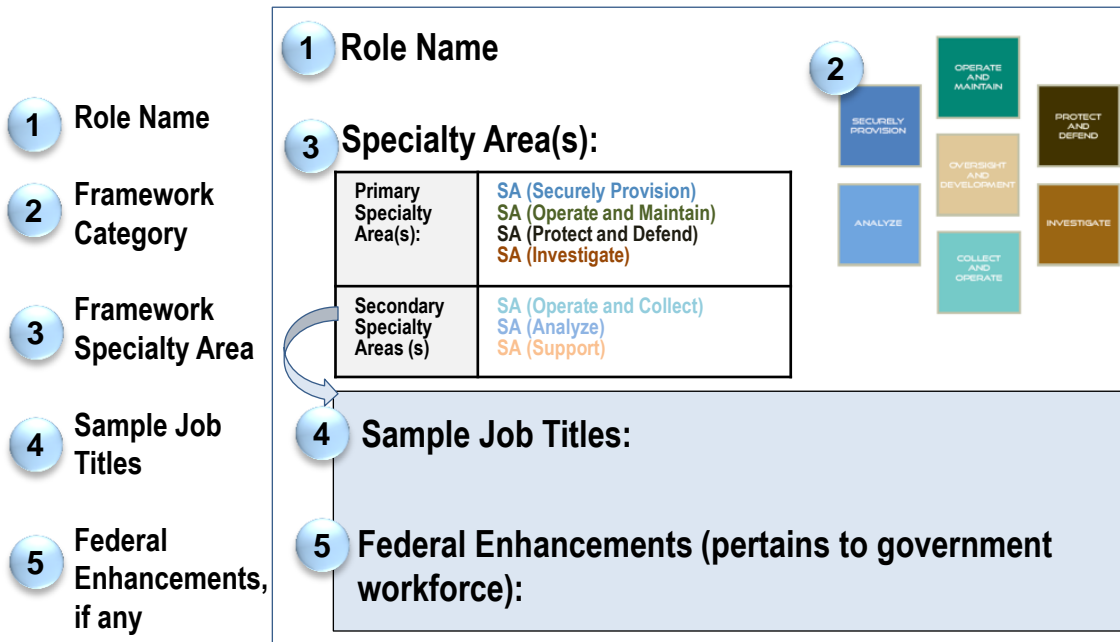 1 Role Name
2 Framework
Category
3 Framework
Specialty Area
4 Sample Job
Titles
5 Federal
Enhancements,
if any
1 Role Name
3 Specialty Area(s):
Primary
Specialty
Area(s):
SA (Securely Provision)
SA (Operate and Maintain)
SA (Protect and Defend)
SA (Investigate)
Secondary
Specialty
Areas (s)
SA (Operate and Collect)
SA (Analyze)
SA (Support)
2
OPERATE
AND
MAINTAIN
SECURELY
PROVISION
PROTECT
AND
DEFEND
OVERSIGHT
AND
DEVELOPMENT
ANALYZE
INVESTIGATE
COLLECT
AND
OPERATE
4 Sample Job Titles:
5 Federal Enhancements (pertains to government
workforce):